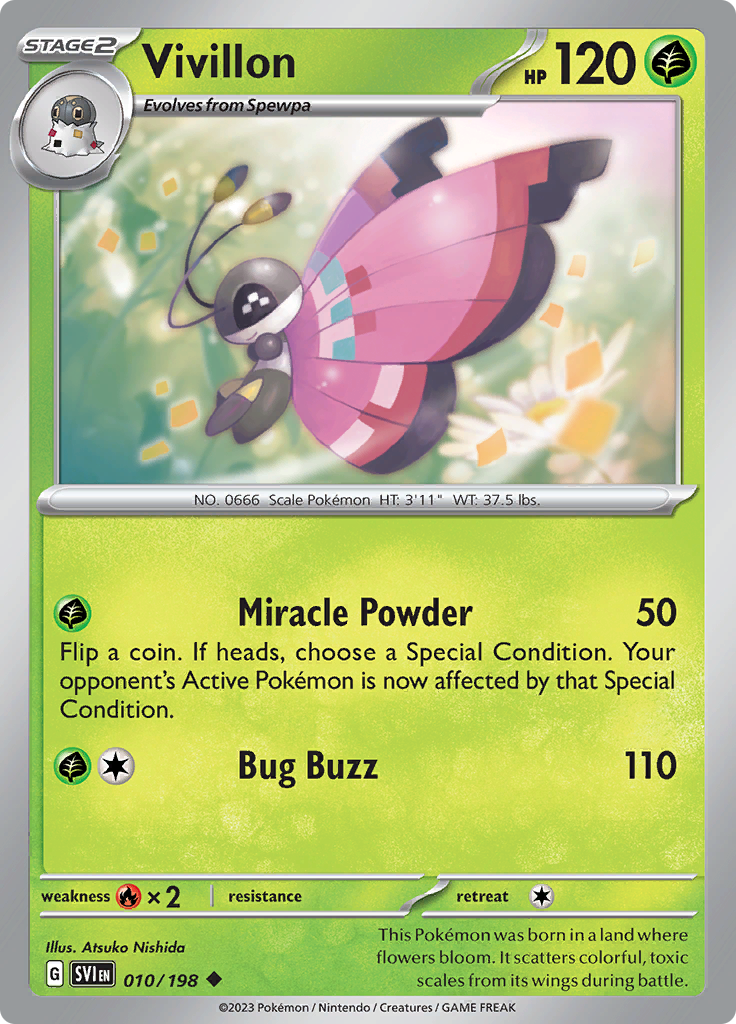 STAGE2 Vivillon HP 120
Evolves from Spewpa
NO. 0666 Scale Pokémon HT: 3'11" WT: 37.5 lbs.
Miracle Powder 50
Flip a coin. If heads, choose a Special Condition. Your
opponent's Active Pokémon is now affected by that Special
Condition.
Bug Buzz 110
weakness ×2 resistance retreat
Illus. Atsuko Nishida
G SVI EN 010/198
This Pokémon was born in a land where
flowers bloom. It scatters colorful, toxic
scales from its wings during battle.
©2023 Pokémon / Nintendo / Creatures / GAME FREAK